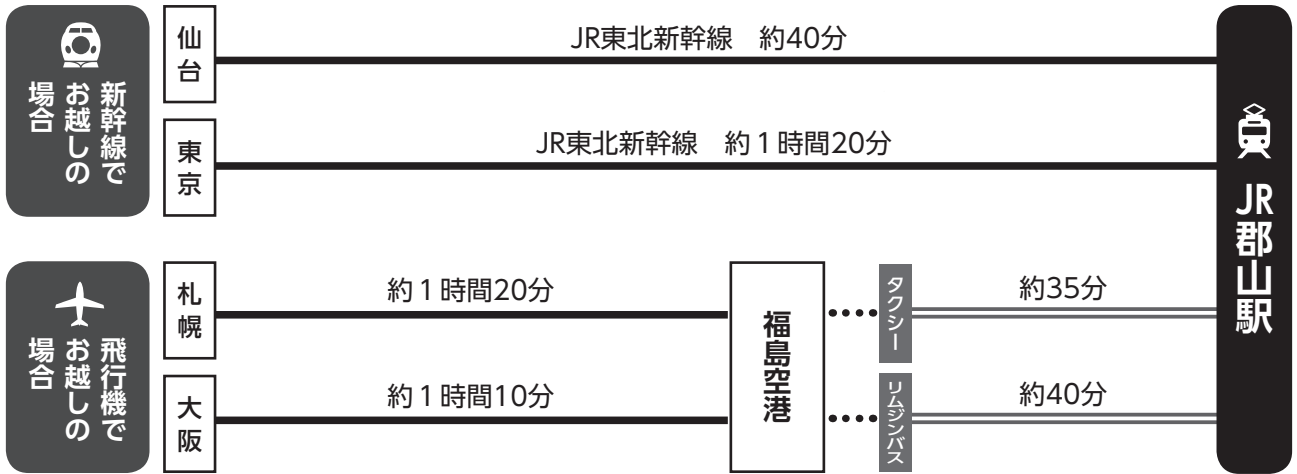 新幹線で
お越しの
場合
仙台
JR東北新幹線　約40分
東京
JR東北新幹線　約１時間20分
飛行機で
お越しの
場合
札幌
約１時間20分
大阪
約１時間10分
福島空港
タクシー
約35分
リムジンバス
約40分
JR郡山駅